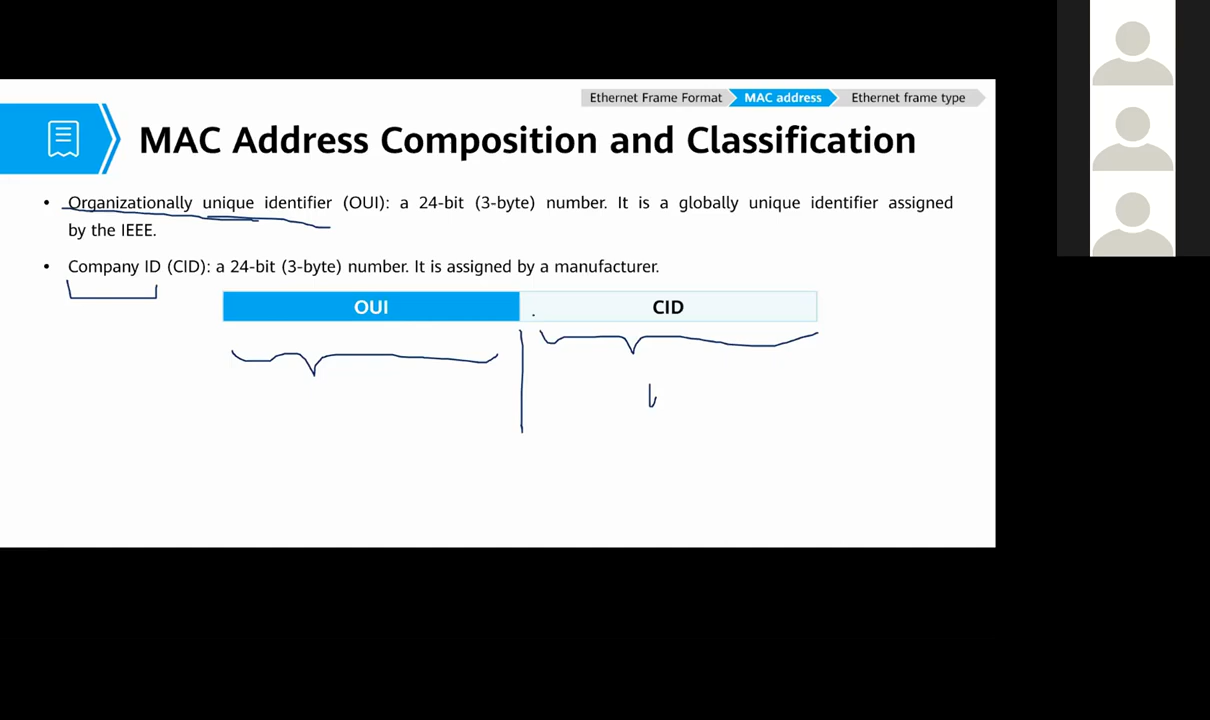 Ethernet Frame Format MAC address Ethernet frame type
MAC Address Composition and Classification
• Organizationally unique identifier (OUI): a 24-bit (3-byte) number. It is a globally unique identifier assigned
by the IEEE.
• Company ID (CID): a 24-bit (3-byte) number. It is assigned by a manufacturer.
OUI CID